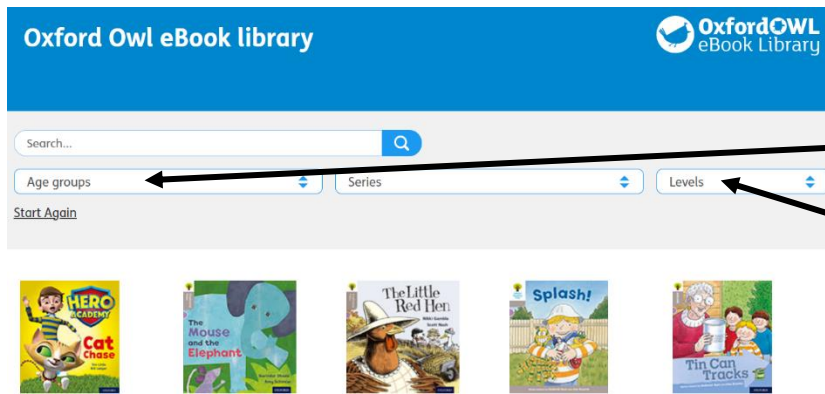 Oxford Owl eBook library
OxfordOWL
eBook Library
Search...
Age groups
Series
Levels
Start Again
HERO
ACADEMY
Cat
Chase
The
Mouse
and the
Elephant
The Little
Red Hen
Splash!
Tin Can
Tracks